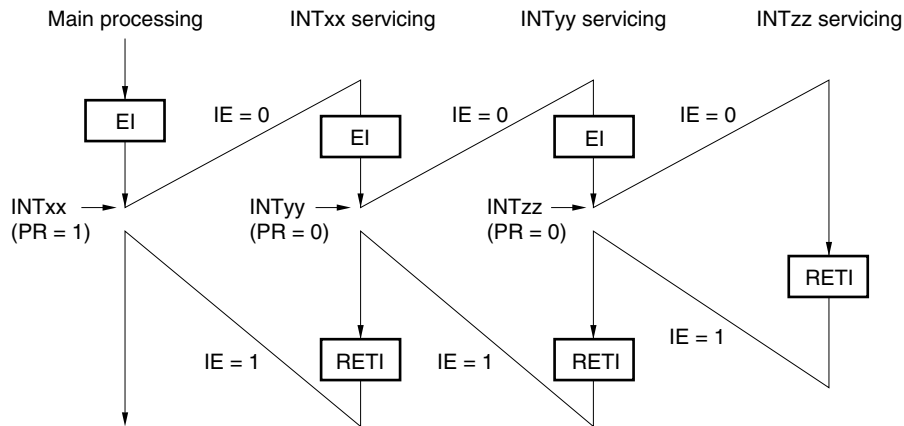 Main processing
INTxx servicing
INTyy servicing
INTzz servicing
EI
IE = 0
EI
IE = 0
EI
IE = 0
INTxx
(PR = 1)
INTyy
(PR = 0)
INTzz
(PR = 0)
RETI
IE = 1
RETI
IE = 1
RETI
IE = 1